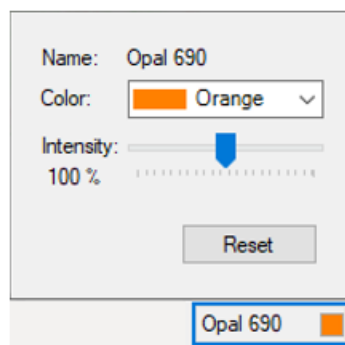 Name: Opal 690
Color: Orange
Intensity:
100 %
Reset
Opal 690